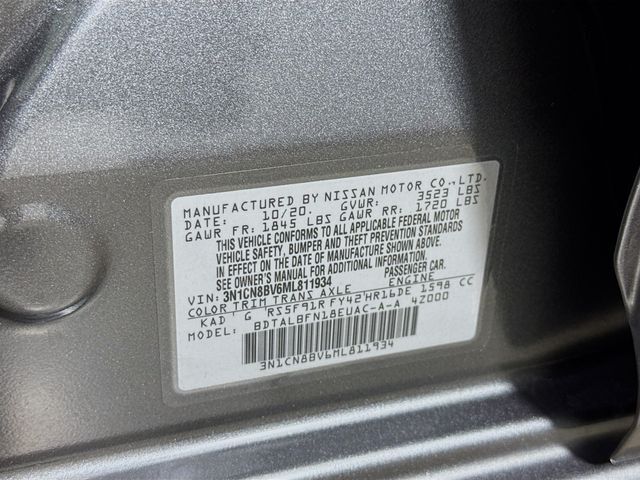 MANUFACTURED BY NISSAN MOTOR CO., LTD.
DATE: 10/20. GVWR: 3523 LBS
GAWR FR: 1845 LBS GAWR RR: 1720 LBS
THIS VEHICLE CONFORMS TO ALL APPLICABLE FEDERAL MOTOR
VEHICLE SAFETY, BUMPER AND THEFT PREVENTION STANDARDS
IN EFFECT ON THE DATE OF MANUFACTURE SHOWN ABOVE.
SEE OWNER'S MANUAL FOR ADDITIONAL INFORMATION.
VIN: 3N1CN8BV6ML811934 PASSENGER CAR.
COLOR TRIM TRANS AXLE ENGINE
KAD G RS5F91R FY42 HR16DE 1598 CC
MODEL: BDTALBFN18EUAC-A-A 4Z000
3N1CN8BV6ML811934